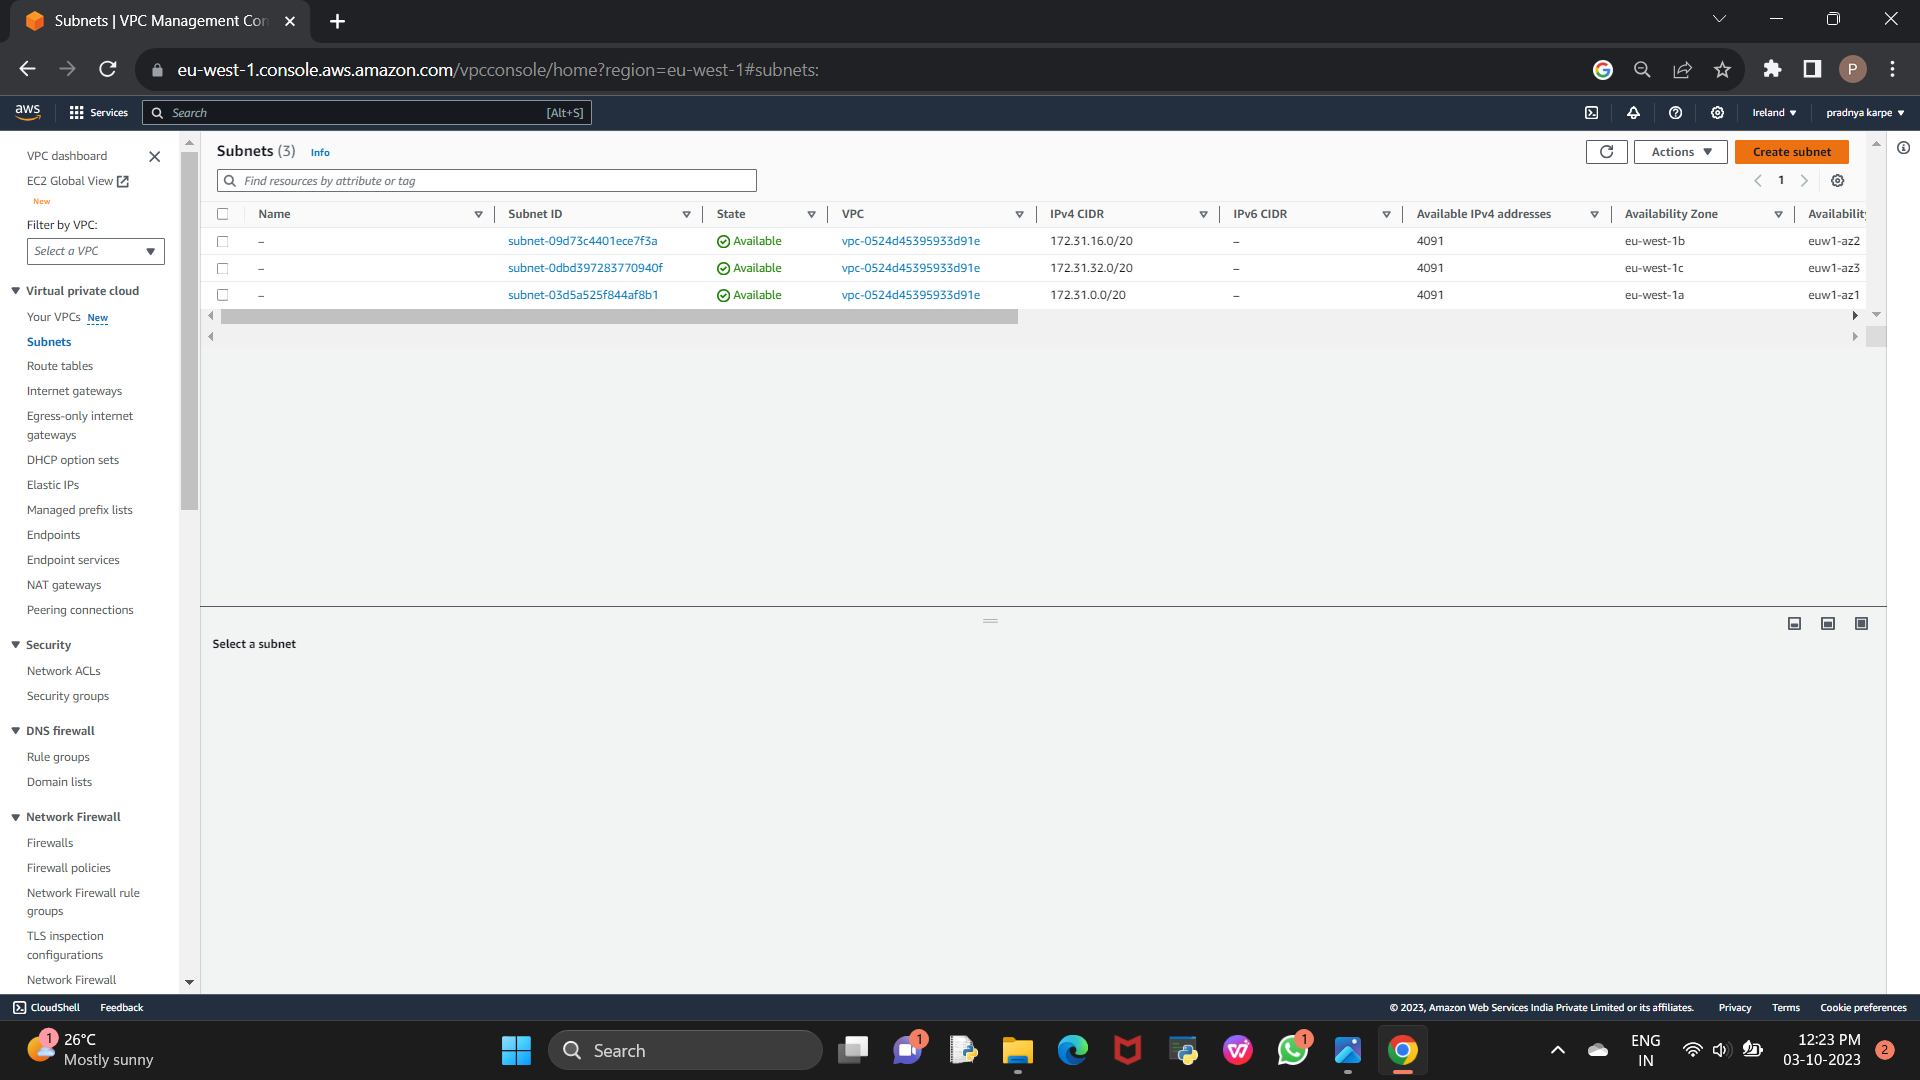 Subnets | VPC Management Con
eu-west-1.console.aws.amazon.com/vpcconsole/home?region=eu-west-1#subnets:
P
aws
Services
Search
[Alt+S]
Ireland
pradnya karpe
VPC dashboard
EC2 Global View
New
Filter by VPC:
Select a VPC
Virtual private cloud
Your VPCs New
Subnets
Route tables
Internet gateways
Egress-only internet
gateways
DHCP option sets
Elastic IPs
Managed prefix lists
Endpoints
Endpoint services
NAT gateways
Peering connections
Security
Network ACLs
Security groups
DNS firewall
Rule groups
Domain lists
Network Firewall
Firewalls
Firewall policies
Network Firewall rule
groups
TLS inspection
configurations
Network Firewall
Subnets (3) Info
Actions
Create subnet
Find resources by attribute or tag
1
Name Subnet ID State VPC IPv4 CIDR IPv6 CIDR Available IPv4 addresses Availability Zone Availability
– subnet-09d73c4401ece7f3a Available vpc-0524d45395933d91e 172.31.16.0/20 – 4091 eu-west-1b euw1-az2
– subnet-0dbd397283770940f Available vpc-0524d45395933d91e 172.31.32.0/20 – 4091 eu-west-1c euw1-az3
– subnet-03d5a525f844af8b1 Available vpc-0524d45395933d91e 172.31.0.0/20 – 4091 eu-west-1a euw1-az1
Select a subnet
CloudShell
Feedback
© 2023, Amazon Web Services India Private Limited or its affiliates.
Privacy
Terms
Cookie preferences
1
26°C
Mostly sunny
Search
1
1
ENG
IN
12:23 PM
03-10-2023
2